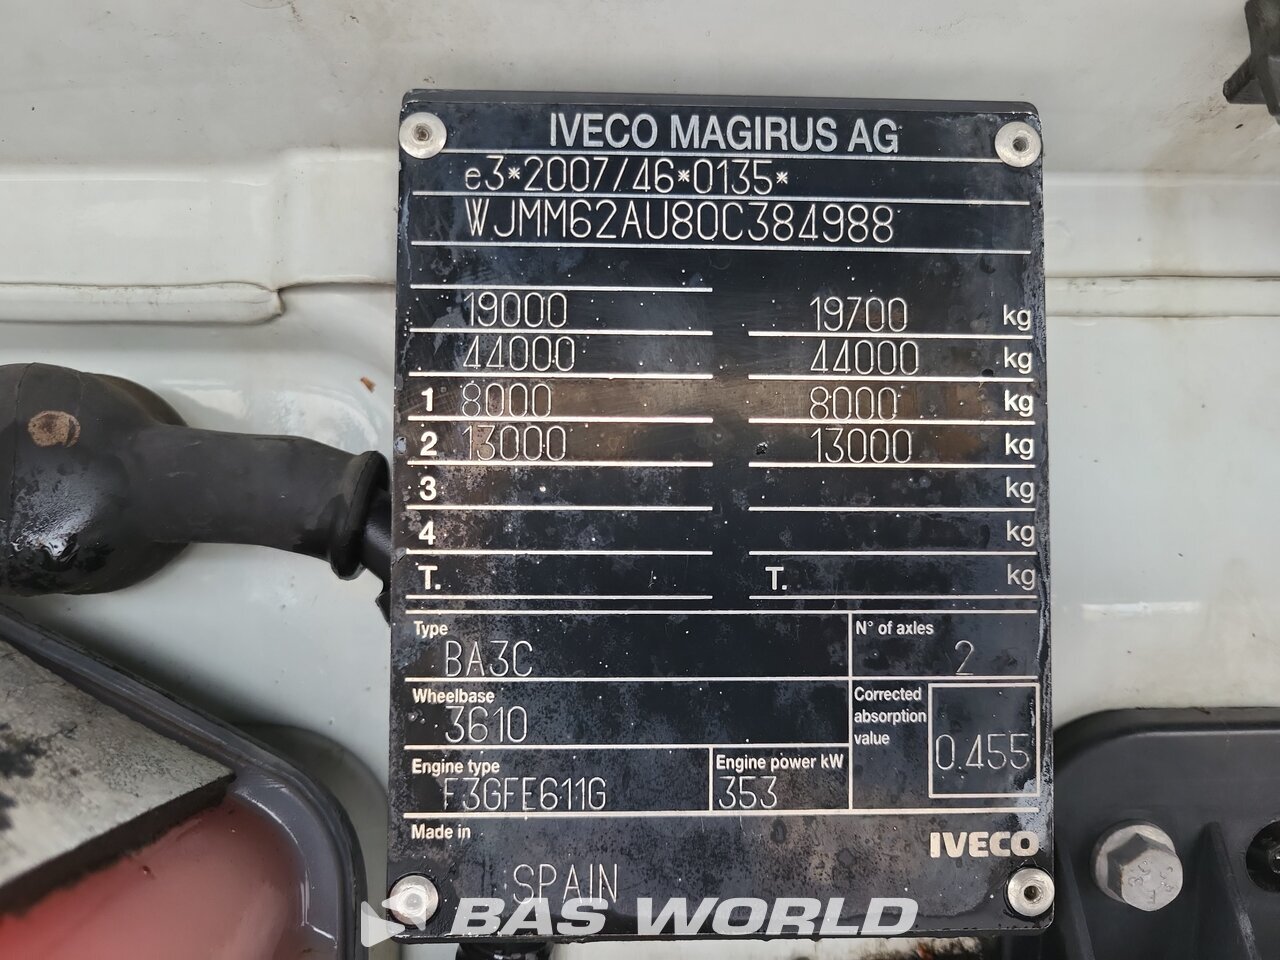 IVECO MAGIRUS AG
e3*2007/46*0135*
WJMM62AU80C384988
19000 19700 kg
44000 44000 kg
1 8000 8000 kg
2 13000 13000 kg
3 kg
4 kg
T. T. kg
Type N° of axles
BA3C 2
Wheelbase Corrected absorption value
3610 0.455
Engine type Engine power kW
F3GFE611G 353
Made in IVECO
SPAIN
BAS WORLD